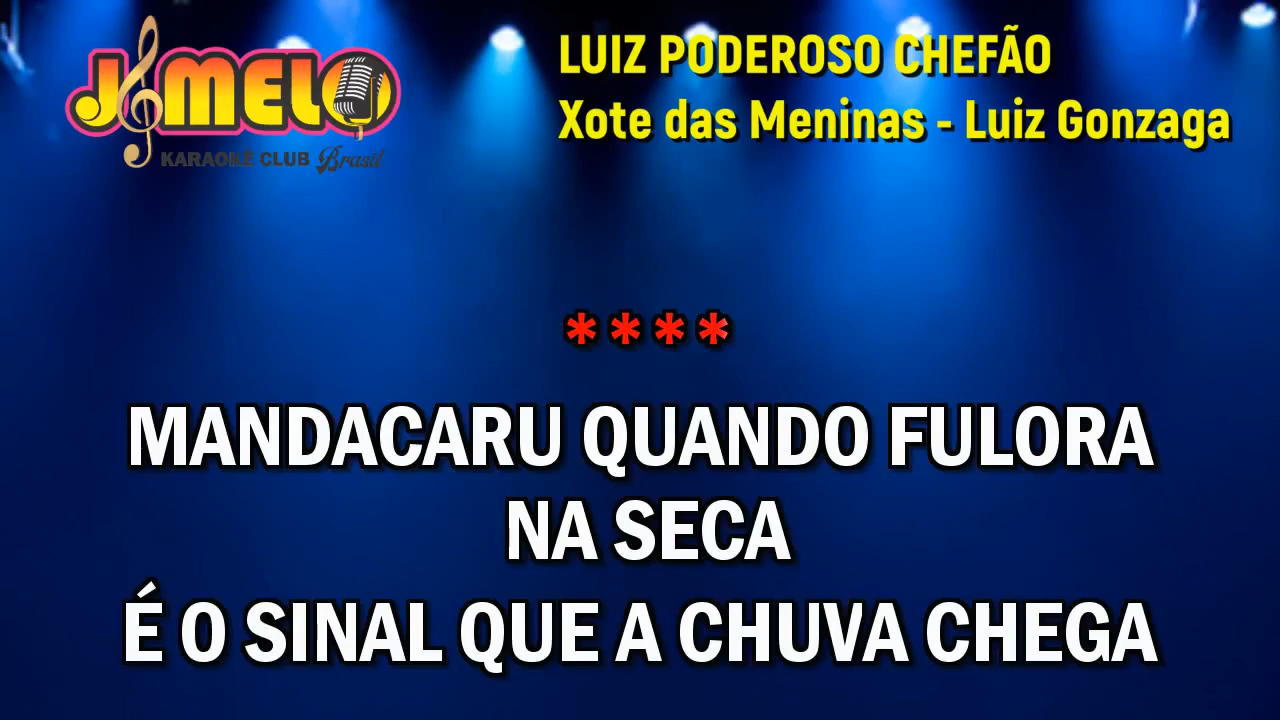 JAMELO
KARAOKÊ CLUB Brasil
LUIZ PODEROSO CHEFÃO
Xote das Meninas - Luiz Gonzaga
****
MANDACARU QUANDO FULORA
NA SECA
É O SINAL QUE A CHUVA CHEGA